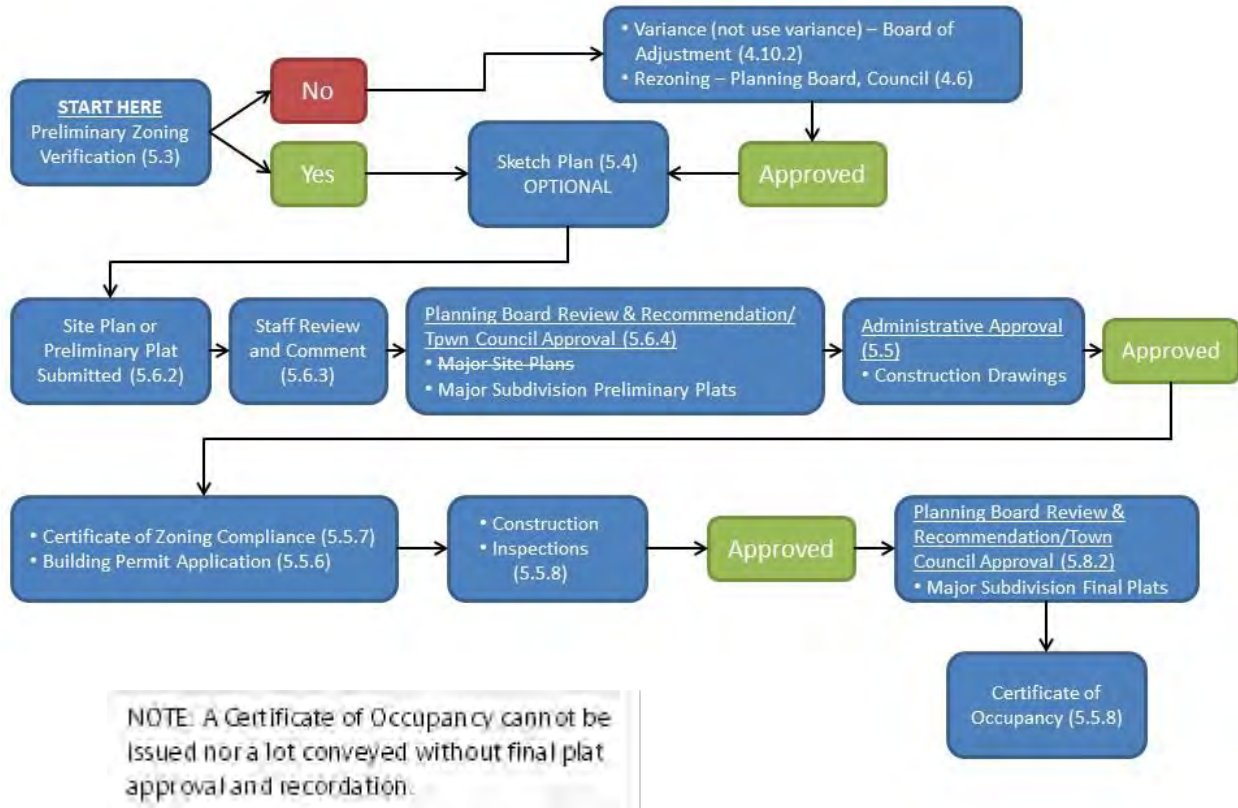 START HERE
Preliminary Zoning
Verification (5.3)
No
Yes
• Variance (not use variance) – Board of
Adjustment (4.10.2)
• Rezoning – Planning Board, Council (4.6)
Sketch Plan (5.4)
OPTIONAL
Approved
Site Plan or
Preliminary Plat
Submitted (5.6.2)
Staff Review
and Comment
(5.6.3)
Planning Board Review & Recommendation/
Tpwn Council Approval (5.6.4)
• Major Site Plans
• Major Subdivision Preliminary Plats
Administrative Approval
(5.5)
• Construction Drawings
Approved
• Certificate of Zoning Compliance (5.5.7)
• Building Permit Application (5.5.6)
• Construction
• Inspections
(5.5.8)
Approved
Planning Board Review &
Recommendation/Town
Council Approval (5.8.2)
• Major Subdivision Final Plats
Certificate of
Occupancy (5.5.8)
NOTE: A Certificate of Occupancy cannot be
issued nor a lot conveyed without final plat
approval and recordation.